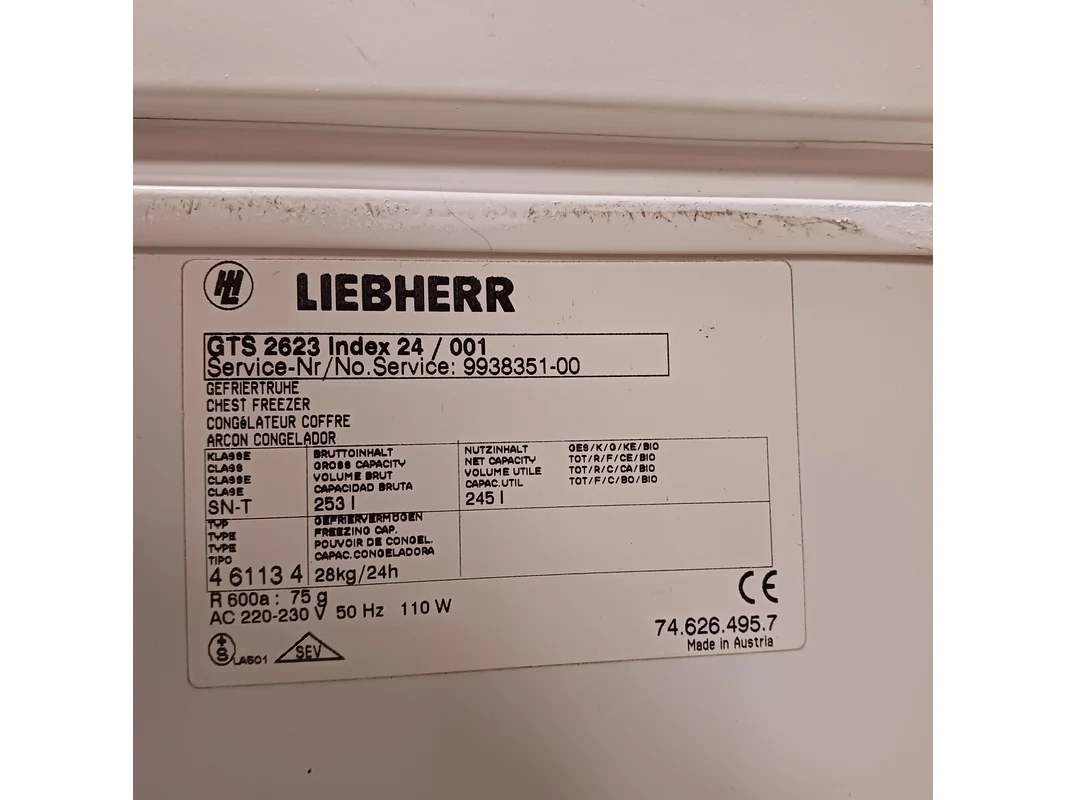 LIEBHERR
GTS 2623 Index 24 / 001
Service-Nr/No.Service: 9938351-00
GEFRIERTRUHE
CHEST FREEZER
CONGéLATEUR COFFRE
ARCON CONGELADOR
KLASSE
CLASS
CLASSE
CLASE
SN-T
BRUTTOINHALT
GROSS CAPACITY
VOLUME BRUT
CAPACIDAD BRUTA
253 l
NUTZINHALT
NET CAPACITY
VOLUME UTILE
CAPAC.UTIL
245 l
GES/K/G/KE/BIO
TOT/R/F/CE/BIO
TOT/R/C/CA/BIO
TOT/F/C/BO/BIO
TYP
TYPE
TYPE
TIPO
4 6113 4
GEFRIERVERMÖGEN
FREEZING CAP.
POUVOIR DE CONGEL.
CAPAC.CONGELADORA
28kg/24h
R 600a : 75 g
AC 220-230 V 50 Hz 110 W
CE
74.626.495.7
Made in Austria
+S LA501 SEV